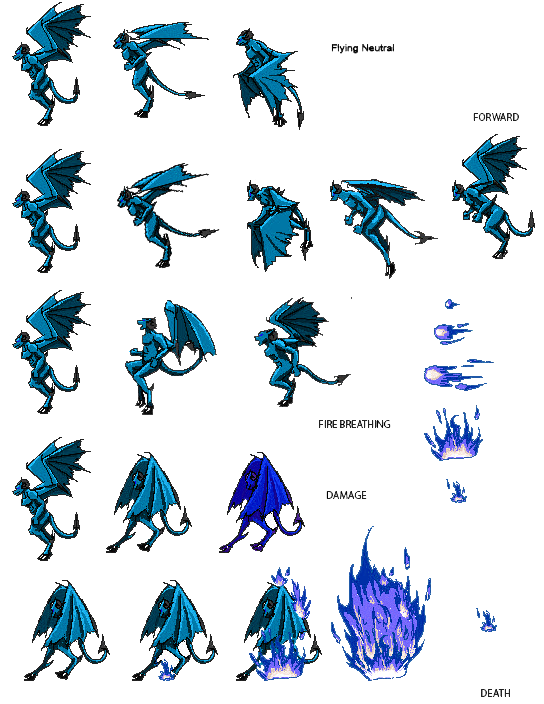 Flying Neutral
FORWARD
FIRE BREATHING
DAMAGE
DEATH